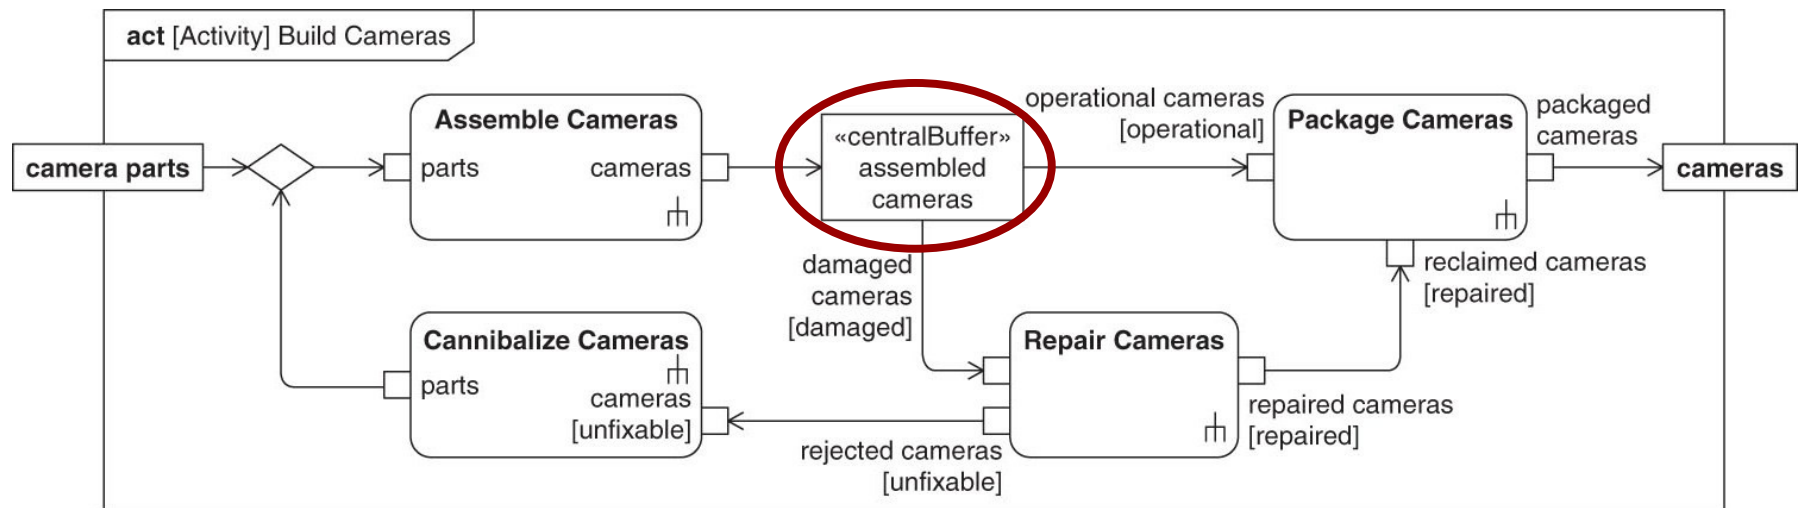 act [Activity] Build Cameras
camera parts
Assemble Cameras
parts
cameras
«centralBuffer»
assembled
cameras
operational cameras
[operational]
Package Cameras
packaged
cameras
cameras
damaged
cameras
[damaged]
reclaimed cameras
[repaired]
Cannibalize Cameras
parts
cameras
[unfixable]
Repair Cameras
repaired cameras
[repaired]
rejected cameras
[unfixable]